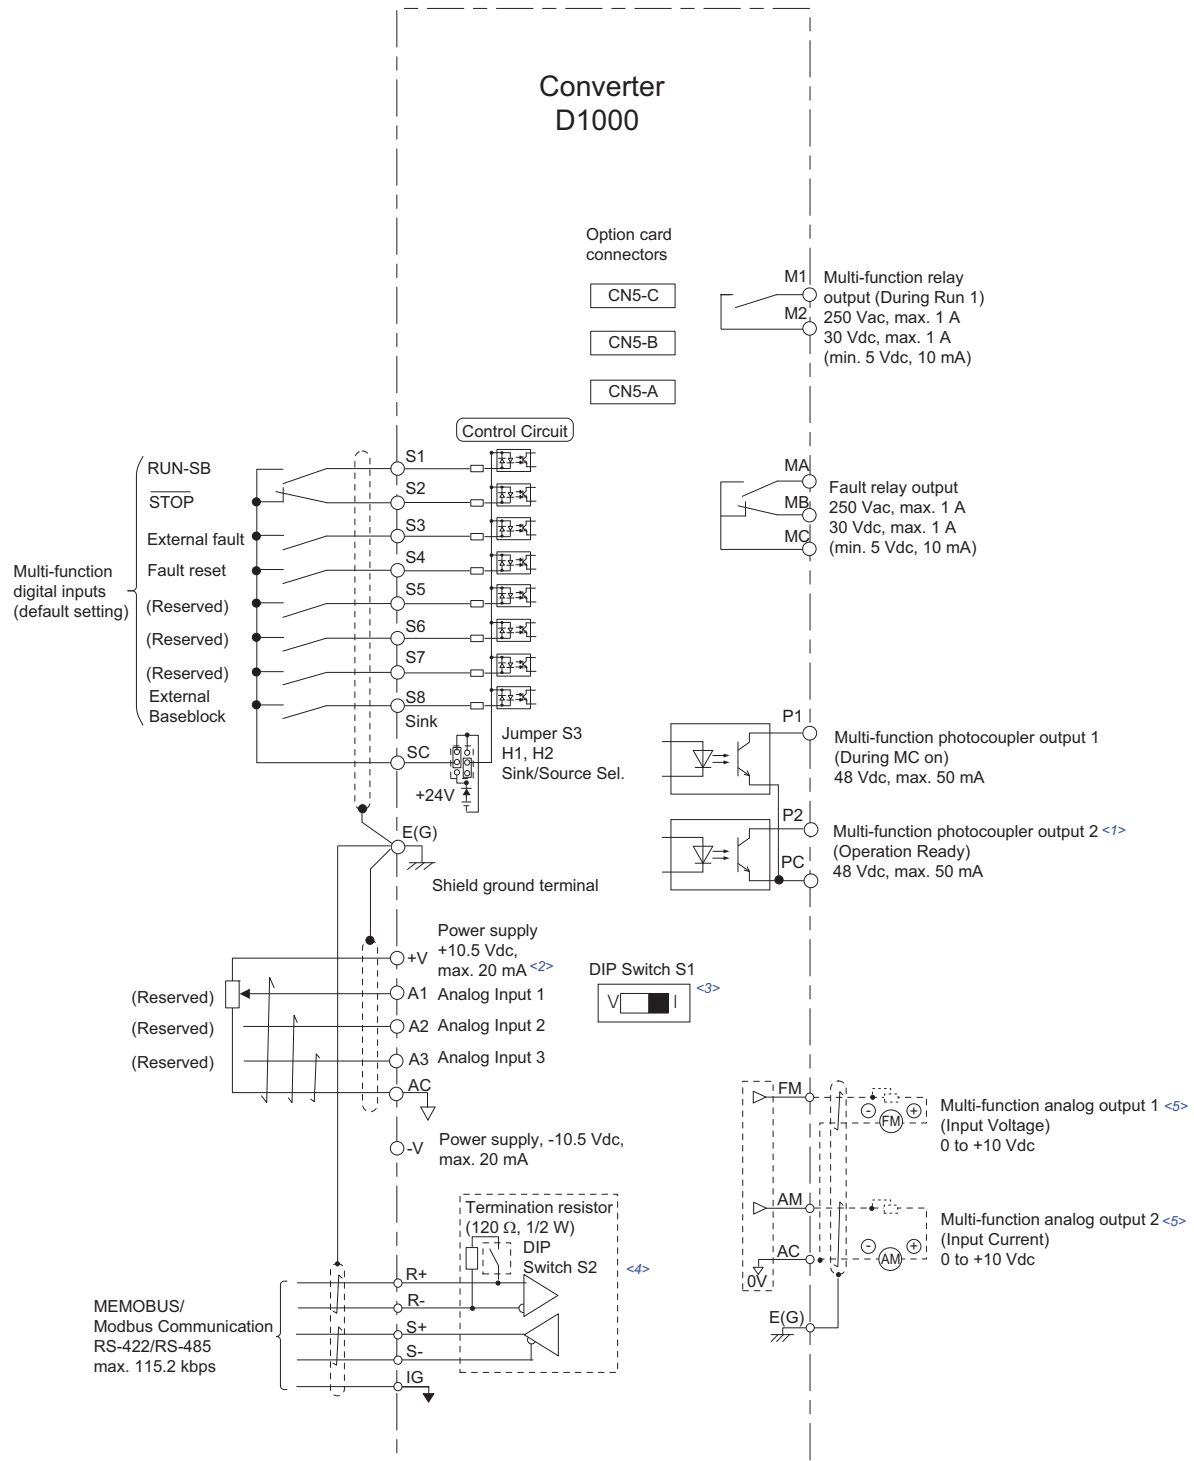 Converter
D1000
Option card
connectors
CN5-C
CN5-B
CN5-A
M1
M2
Multi-function relay
output (During Run 1)
250 Vac, max. 1 A
30 Vdc, max. 1 A
(min. 5 Vdc, 10 mA)
Control Circuit
Multi-function
digital inputs
(default setting)
RUN-SB
STOP
External fault
Fault reset
(Reserved)
(Reserved)
(Reserved)
External
Baseblock
S1
S2
S3
S4
S5
S6
S7
S8
Sink
SC
+24V
Jumper S3
H1, H2
Sink/Source Sel.
MA
MB
MC
Fault relay output
250 Vac, max. 1 A
30 Vdc, max. 1 A
(min. 5 Vdc, 10 mA)
P1
Multi-function photocoupler output 1
(During MC on)
48 Vdc, max. 50 mA
P2
PC
Multi-function photocoupler output 2 <1>
(Operation Ready)
48 Vdc, max. 50 mA
E(G)
Shield ground terminal
Power supply
+10.5 Vdc,
max. 20 mA <2>
+V
(Reserved)
A1 Analog Input 1
(Reserved)
A2 Analog Input 2
(Reserved)
A3 Analog Input 3
AC
-V
Power supply, -10.5 Vdc,
max. 20 mA
DIP Switch S1
V I
<3>
FM
FM
- +
Multi-function analog output 1 <5>
(Input Voltage)
0 to +10 Vdc
AM
AM
- +
Multi-function analog output 2 <5>
(Input Current)
0 to +10 Vdc
AC
0V
E(G)
Termination resistor
(120 Ω, 1/2 W)
DIP
Switch S2
<4>
MEMOBUS/
Modbus Communication
RS-422/RS-485
max. 115.2 kbps
R+
R-
S+
S-
IG